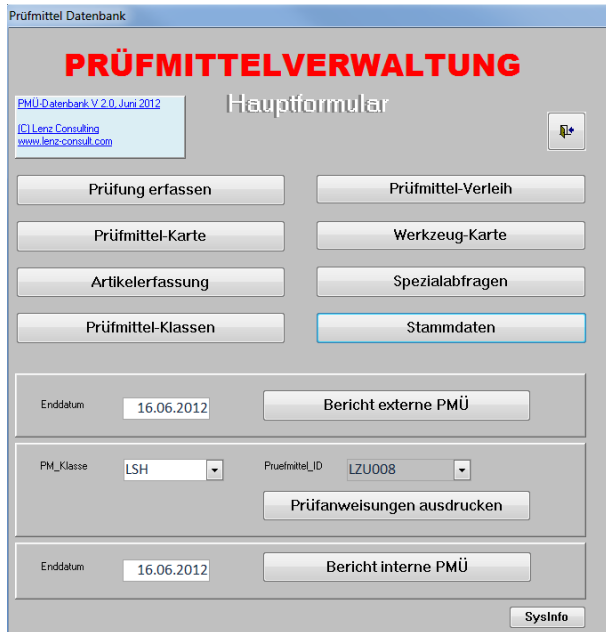 Prüfmittel Datenbank
PRÜFMITTELVERWALTUNG
Hauptformular
PMÜ-Datenbank V 2.0, Juni 2012
(C) Lenz Consulting
www.lenz-consult.com
Prüfung erfassen
Prüfmittel-Verleih
Prüfmittel-Karte
Werkzeug-Karte
Artikelerfassung
Spezialabfragen
Prüfmittel-Klassen
Stammdaten
Enddatum 16.06.2012 Bericht externe PMÜ
PM_Klasse LSH Pruefmittel_ID LZU008
Prüfanweisungen ausdrucken
Enddatum 16.06.2012 Bericht interne PMÜ
SysInfo